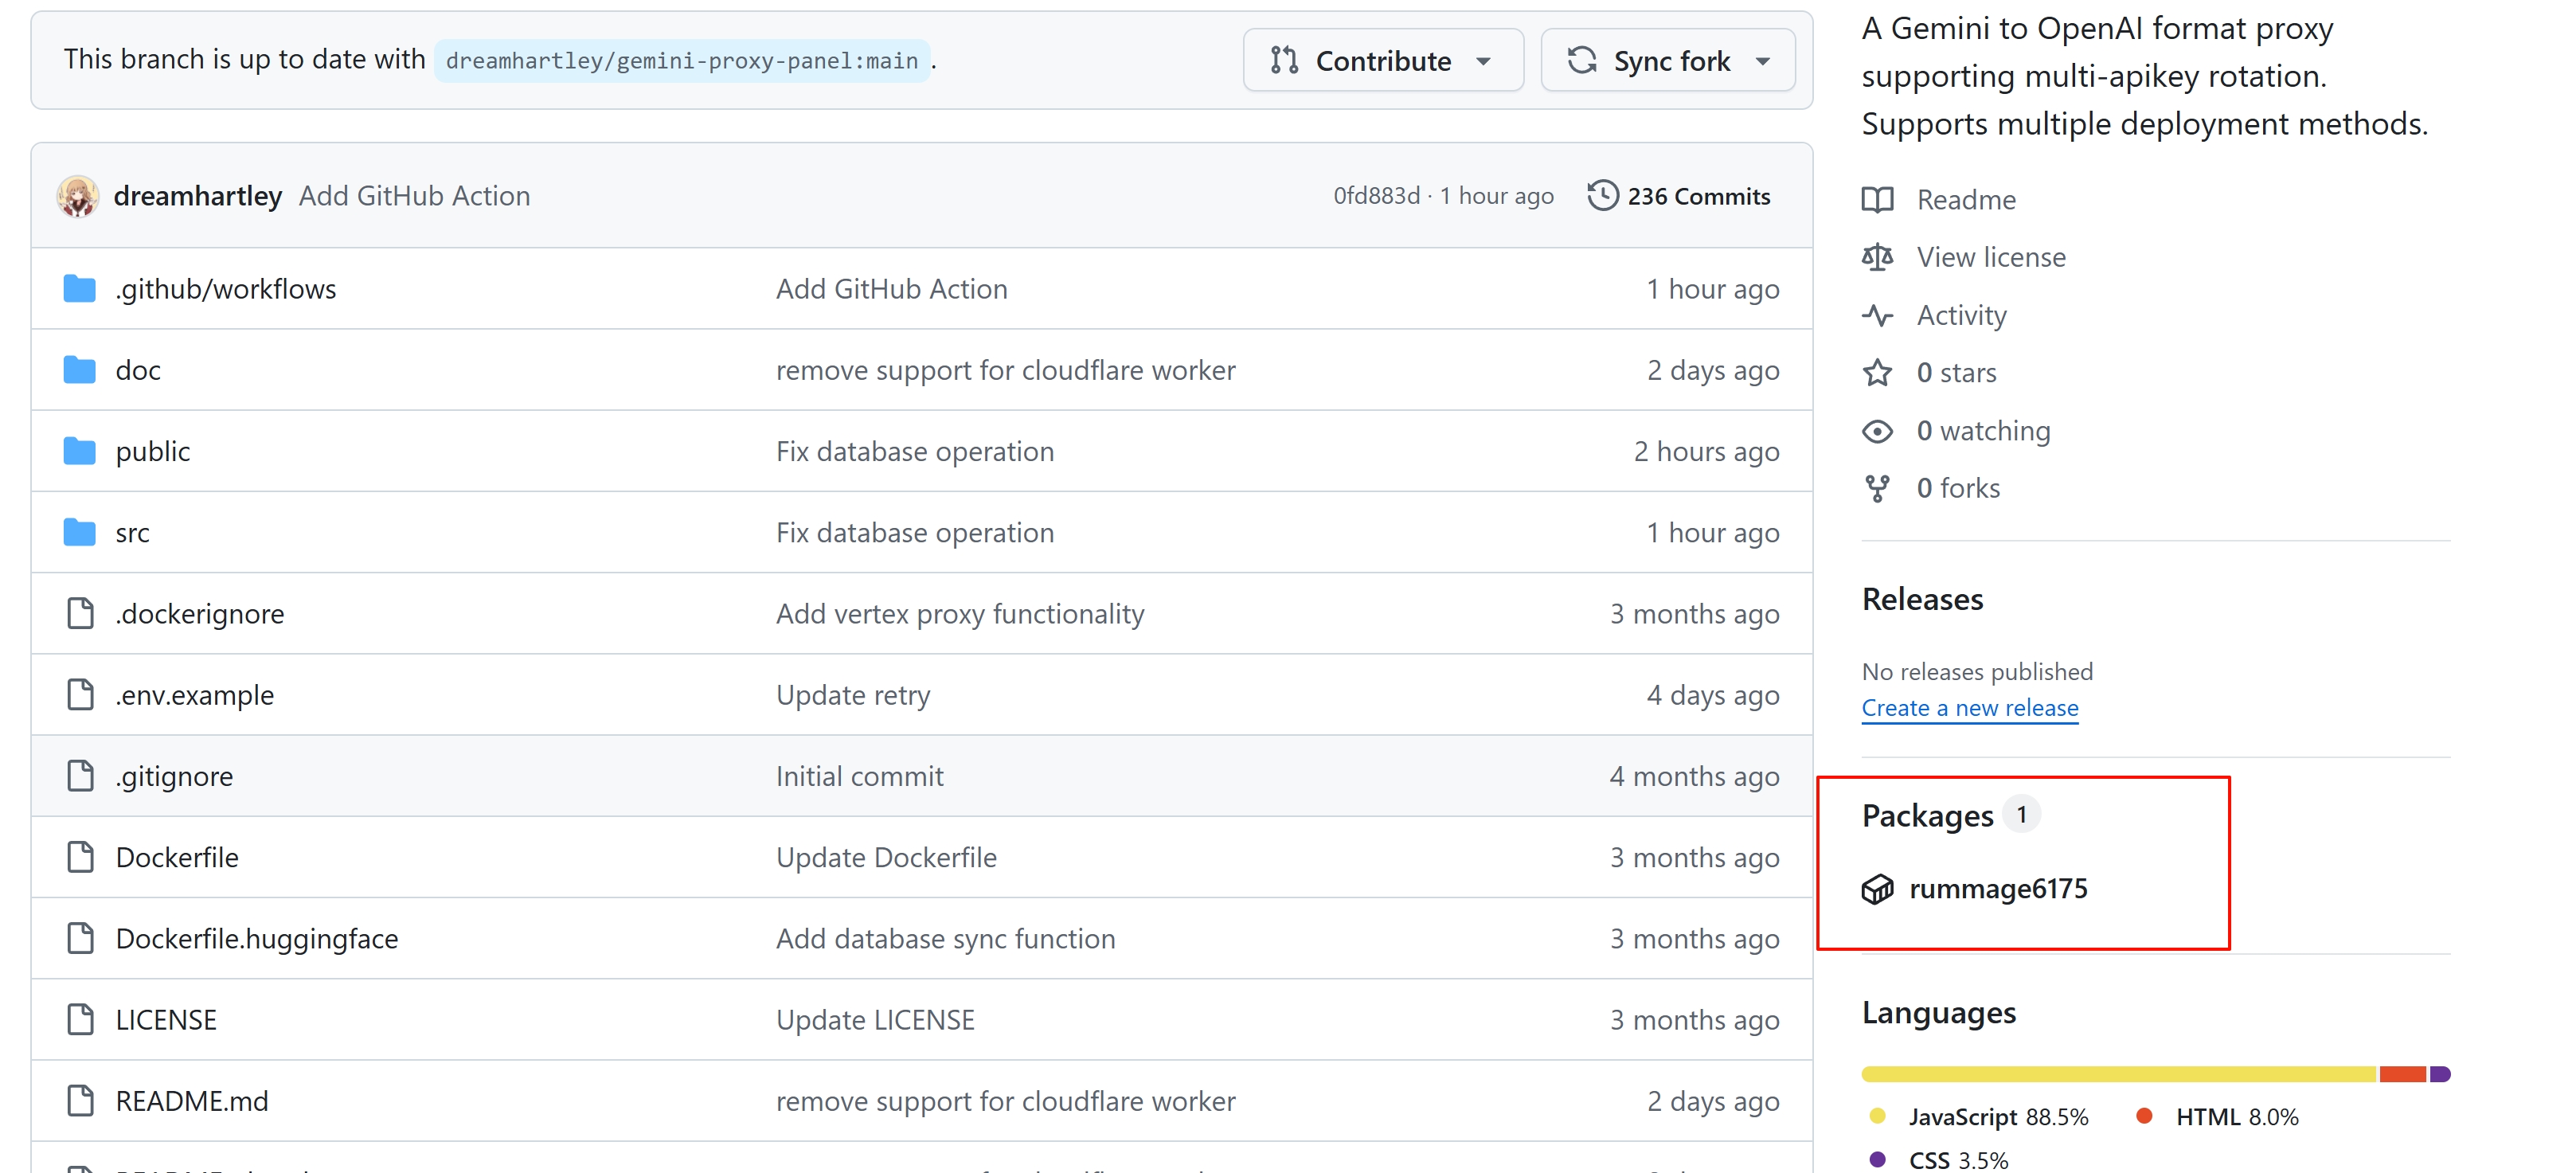 This branch is up to date with dreamhartley/gemini-proxy-panel:main.
Contribute
Sync fork
dreamhartley Add GitHub Action
0fd883d · 1 hour ago
236 Commits
.github/workflows Add GitHub Action 1 hour ago
doc remove support for cloudflare worker 2 days ago
public Fix database operation 2 hours ago
src Fix database operation 1 hour ago
.dockerignore Add vertex proxy functionality 3 months ago
.env.example Update retry 4 days ago
.gitignore Initial commit 4 months ago
Dockerfile Update Dockerfile 3 months ago
Dockerfile.huggingface Add database sync function 3 months ago
LICENSE Update LICENSE 3 months ago
README.md remove support for cloudflare worker 2 days ago
A Gemini to OpenAI format proxy
supporting multi-apikey rotation.
Supports multiple deployment methods.
Readme
View license
Activity
0 stars
0 watching
0 forks
Releases
No releases published
Create a new release
Packages 1
rummage6175
Languages
JavaScript 88.5% HTML 8.0%
CSS 3.5%